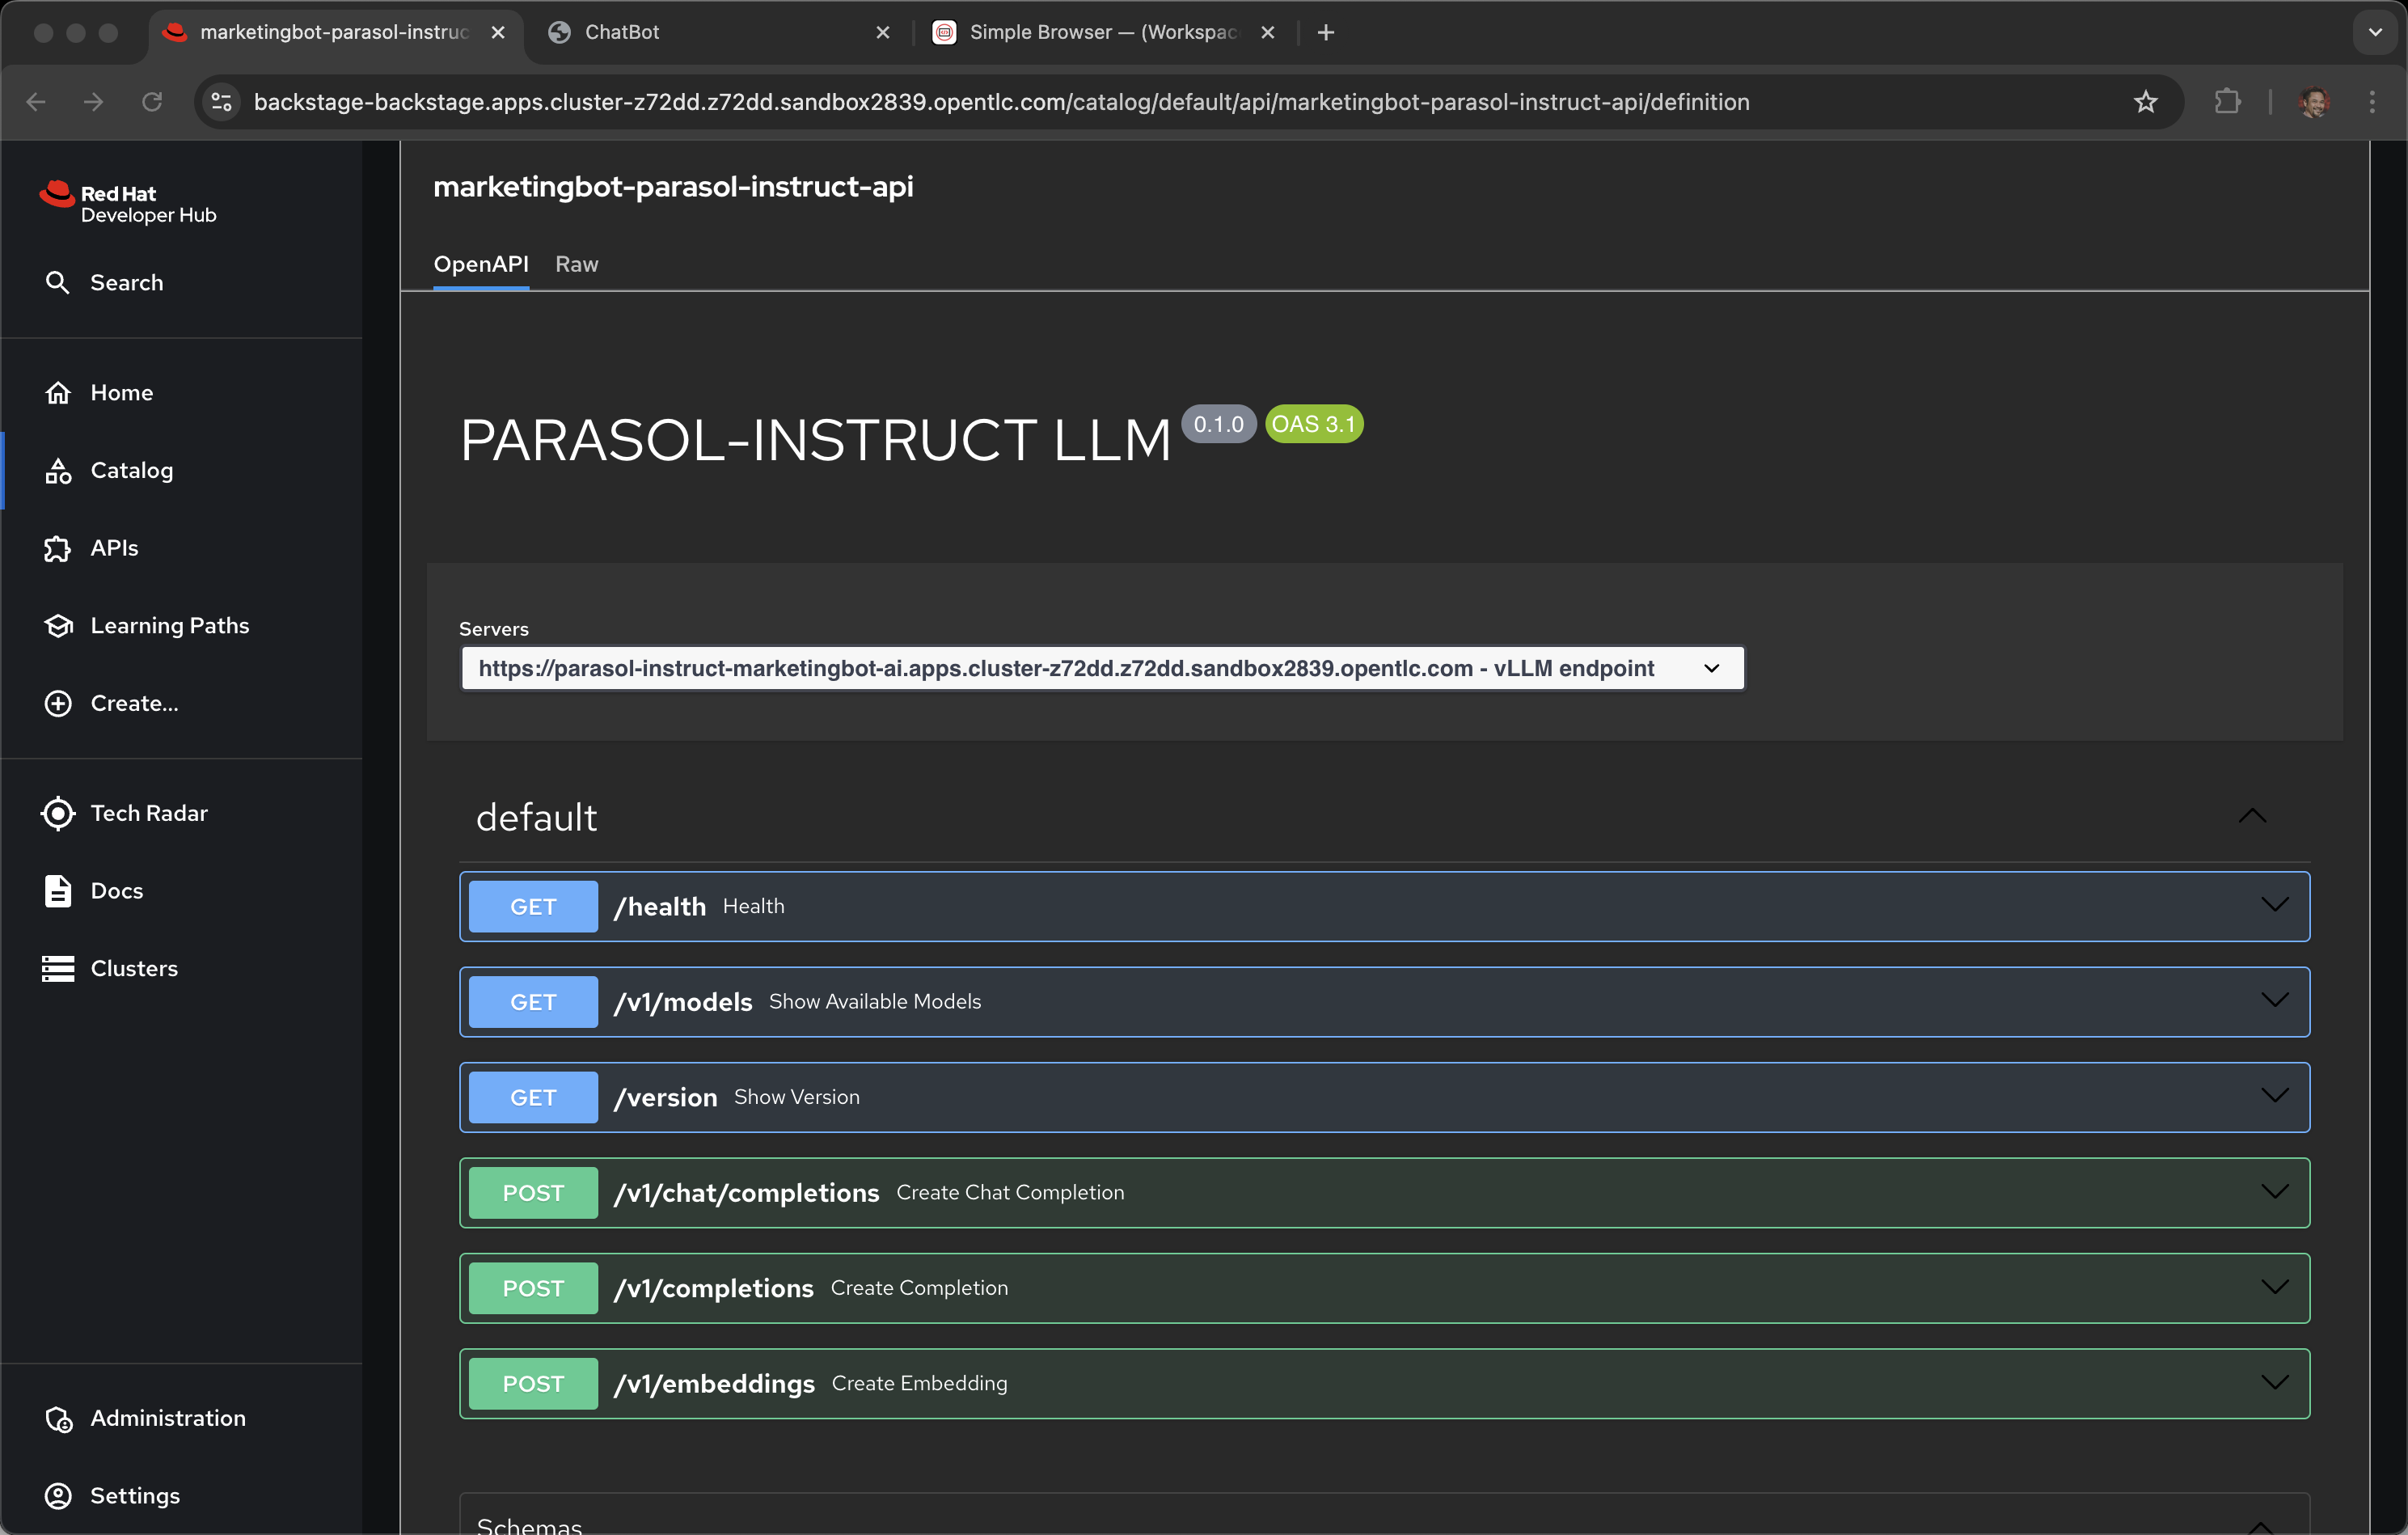 marketingbot-parasol-instruc
ChatBot
Simple Browser — (Workspac
backstage-backstage.apps.cluster-z72dd.z72dd.sandbox2839.opentlc.com/catalog/default/api/marketingbot-parasol-instruct-api/definition
Red Hat
Developer Hub
Search
Home
Catalog
APIs
Learning Paths
Create...
Tech Radar
Docs
Clusters
Administration
Settings
marketingbot-parasol-instruct-api
OpenAPI Raw
PARASOL-INSTRUCT LLM 0.1.0 OAS 3.1
Servers
https://parasol-instruct-marketingbot-ai.apps.cluster-z72dd.z72dd.sandbox2839.opentlc.com - vLLM endpoint
default
GET /health Health
GET /v1/models Show Available Models
GET /version Show Version
POST /v1/chat/completions Create Chat Completion
POST /v1/completions Create Completion
POST /v1/embeddings Create Embedding
Schemas